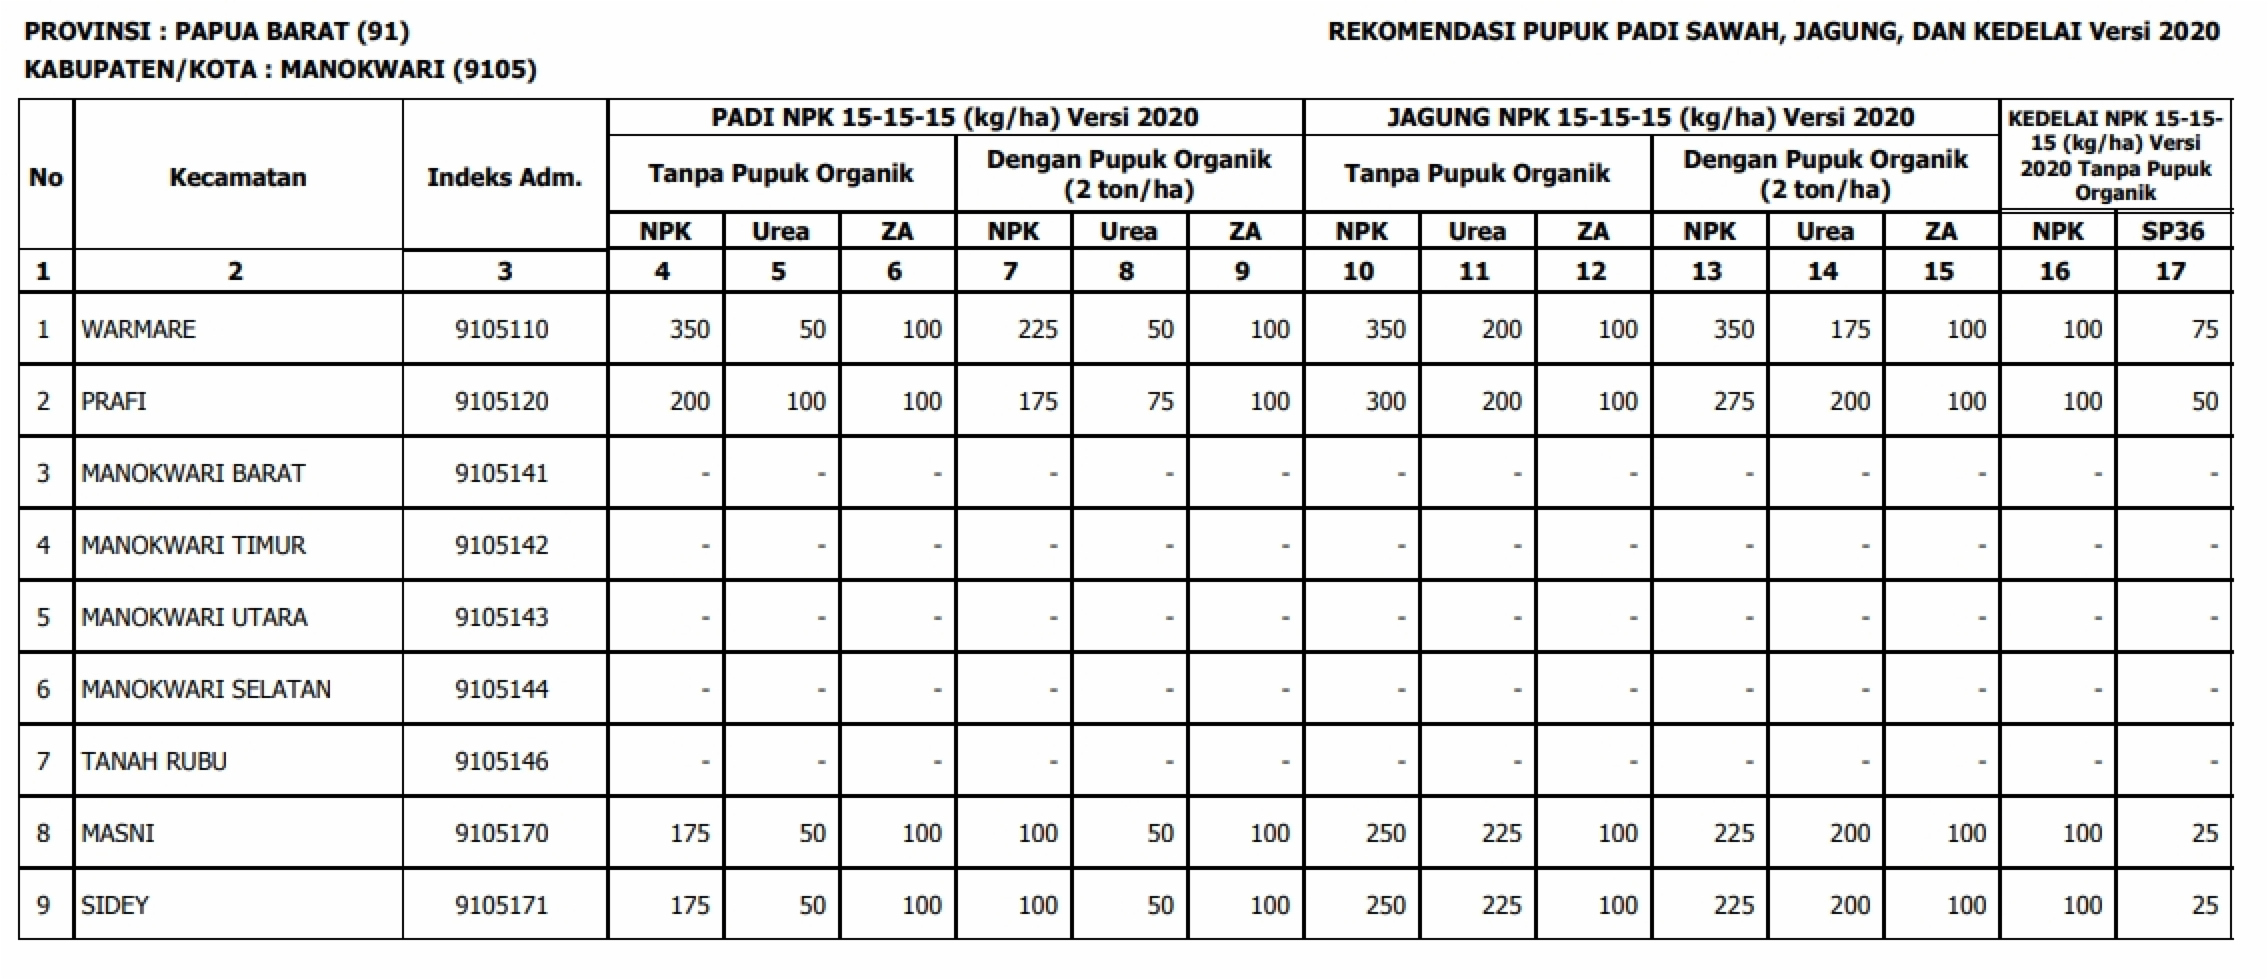 PROVINSI : PAPUA BARAT (91)
REKOMENDASI PUPUK PADI SAWAH, JAGUNG, DAN KEDELAI Versi 2020
KABUPATEN/KOTA : MANOKWARI (9105)
No Kecamatan Indeks Adm. PADI NPK 15-15-15 (kg/ha) Versi 2020 JAGUNG NPK 15-15-15 (kg/ha) Versi 2020
KEDELAI NPK 15-15-
15 (kg/ha) Versi
2020 Tanpa Pupuk
Organik
Tanpa Pupuk Organik
Dengan Pupuk Organik
(2 ton/ha)
Tanpa Pupuk Organik
Dengan Pupuk Organik
(2 ton/ha)
NPK Urea ZA NPK Urea ZA NPK Urea ZA NPK Urea ZA NPK SP36
1 2 3 4 5 6 7 8 9 10 11 12 13 14 15 16 17
1 WARMARE 9105110 350 50 100 225 50 100 350 200 100 350 175 100 100 75
2 PRAFI 9105120 200 100 100 175 75 100 300 200 100 275 200 100 100 50
3 MANOKWARI BARAT 9105141 - - - - - - - - - - - - - -
4 MANOKWARI TIMUR 9105142 - - - - - - - - - - - - - -
5 MANOKWARI UTARA 9105143 - - - - - - - - - - - - - -
6 MANOKWARI SELATAN 9105144 - - - - - - - - - - - - - -
7 TANAH RUBU 9105146 - - - - - - - - - - - - - -
8 MASNI 9105170 175 50 100 100 50 100 250 225 100 225 200 100 100 25
9 SIDEY 9105171 175 50 100 100 50 100 250 225 100 225 200 100 100 25